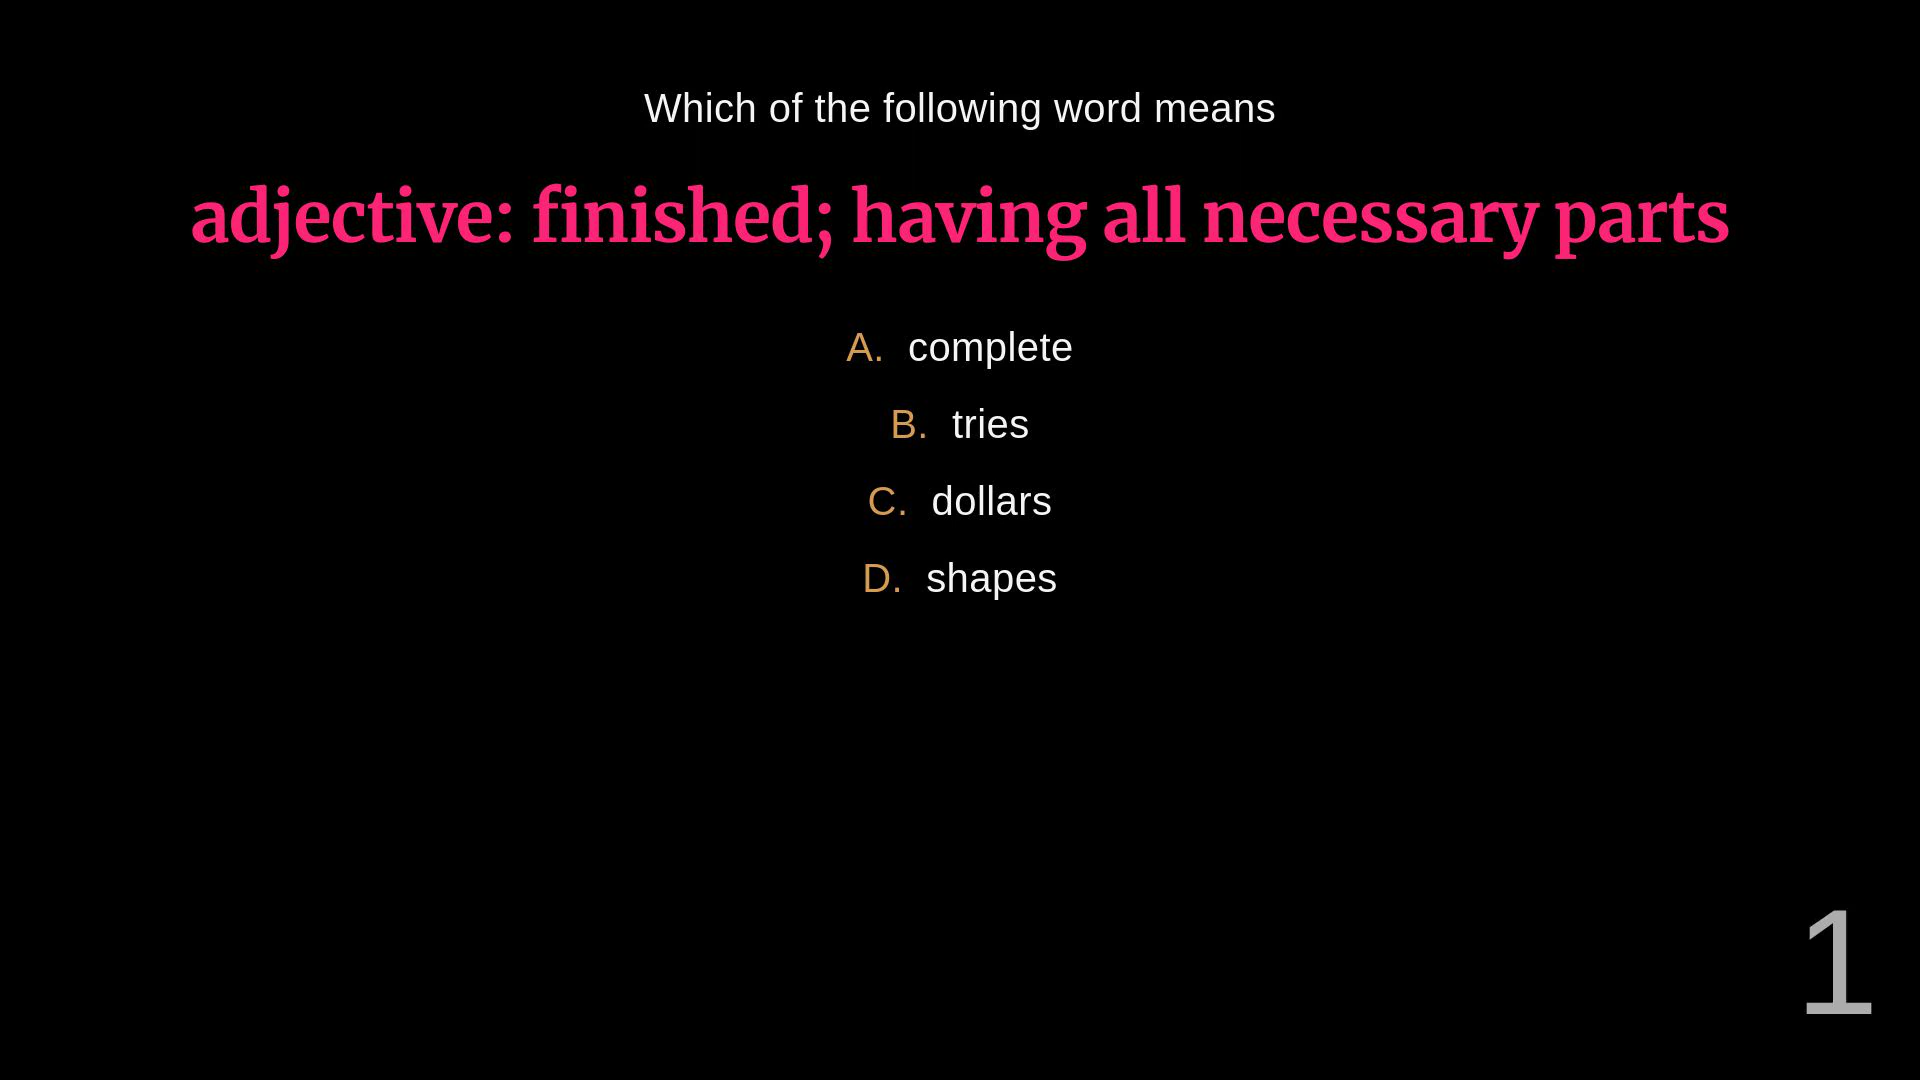 Which of the following word means
adjective: finished; having all necessary parts
A. complete
B. tries
C. dollars
D. shapes
1